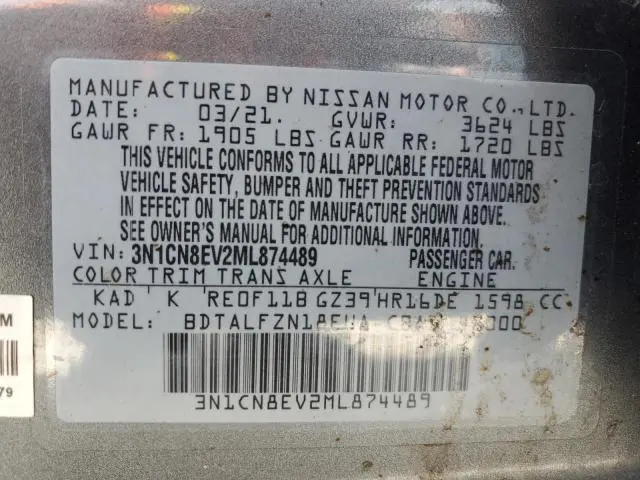 MANUFACTURED BY NISSAN MOTOR CO., LTD.
DATE: 03/21. GVWR: 3624 LBS
GAWR FR: 1905 LBS GAWR RR: 1720 LBS
THIS VEHICLE CONFORMS TO ALL APPLICABLE FEDERAL MOTOR
VEHICLE SAFETY, BUMPER AND THEFT PREVENTION STANDARDS
IN EFFECT ON THE DATE OF MANUFACTURE SHOWN ABOVE.
SEE OWNER'S MANUAL FOR ADDITIONAL INFORMATION.
VIN: 3N1CN8EV2ML874489 PASSENGER CAR.
COLOR TRIM TRANS AXLE ENGINE
KAD K RE0F11B GZ39 HR16DE 1598 CC
MODEL:
3N1CN8EV2ML874489
M
79